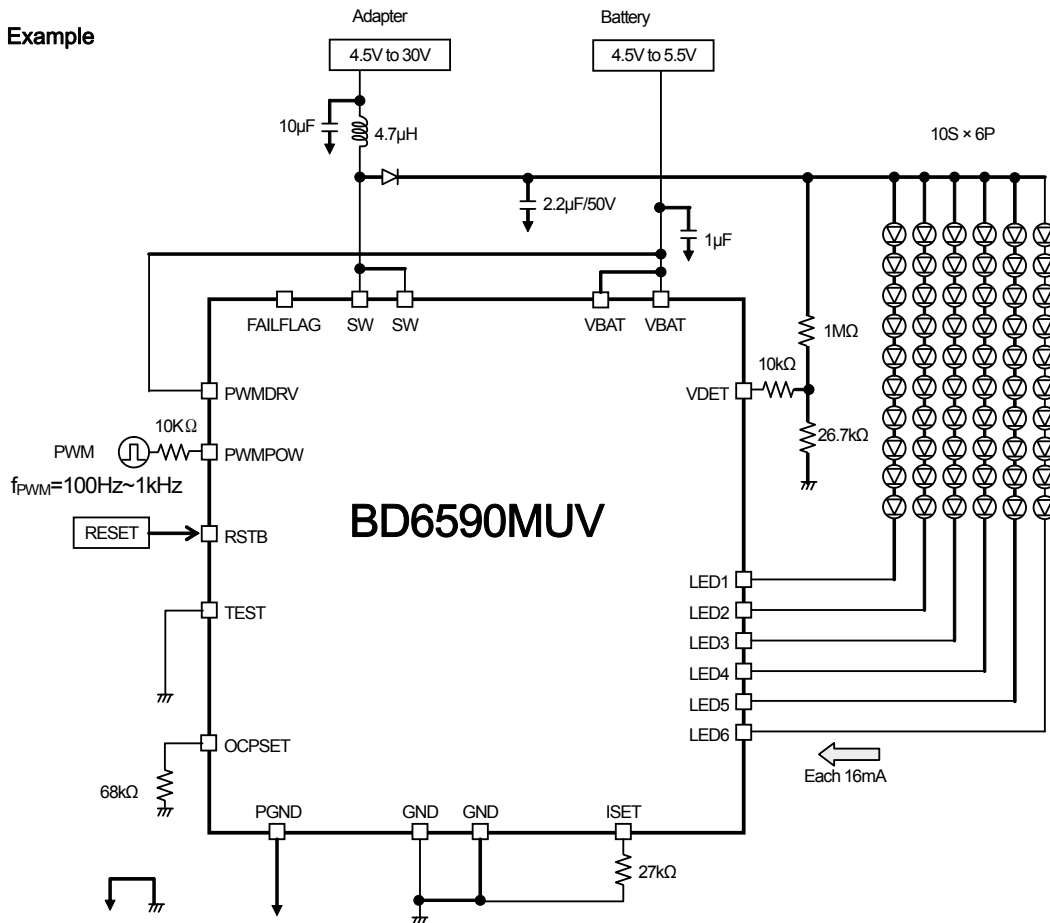 Example
Adapter
Battery
4.5V to 30V
4.5V to 5.5V
10µF
4.7µH
10S × 6P
2.2µF/50V
1µF
FAILFLAG
SW
SW
VBAT
VBAT
1MΩ
10kΩ
PWMDRV
VDET
10KΩ
26.7kΩ
PWM
PWMPOW
fPWM=100Hz~1kHz
BD6590MUV
RESET
RSTB
LED1
TEST
LED2
LED3
LED4
LED5
LED6
OCPSET
Each 16mA
68kΩ
PGND
GND
GND
ISET
27kΩ